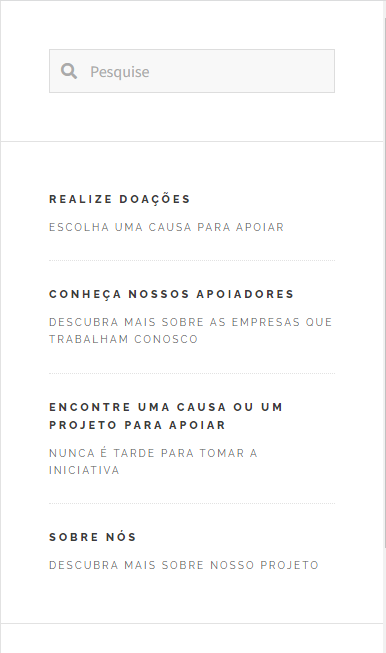 Pesquise
REALIZE DOAÇÕES
ESCOLHA UMA CAUSA PARA APOIAR
CONHEÇA NOSSOS APOIADORES
DESCUBRA MAIS SOBRE AS EMPRESAS QUE
TRABALHAM CONOSCO
ENCONTRE UMA CAUSA OU UM
PROJETO PARA APOIAR
NUNCA É TARDE PARA TOMAR A
INICIATIVA
SOBRE NÓS
DESCUBRA MAIS SOBRE NOSSO PROJETO